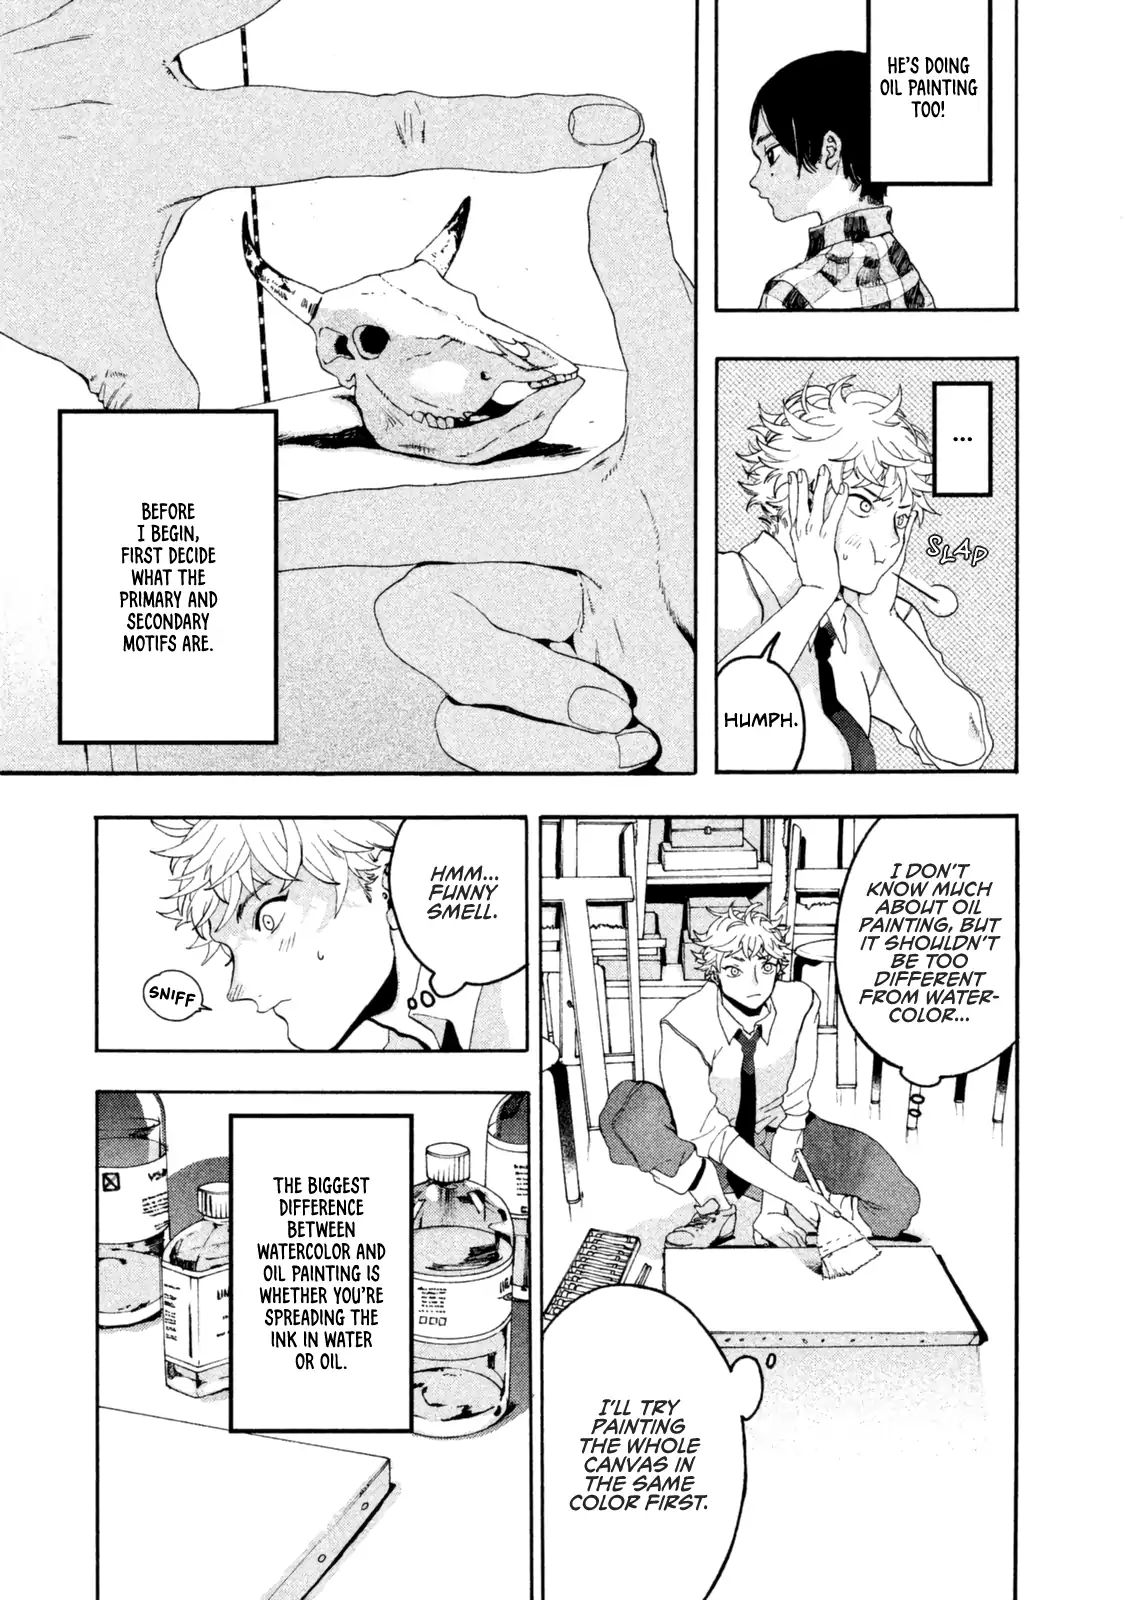 HE'S DOING
OIL PAINTING
TOO!
...
SLAP
HUMPH.
BEFORE
I BEGIN,
FIRST DECIDE
WHAT THE
PRIMARY AND
SECONDARY
MOTIFS ARE.
I DON'T
KNOW MUCH
ABOUT OIL
PAINTING, BUT
IT SHOULDN'T
BE TOO
DIFFERENT
FROM WATER-
COLOR...
I'LL TRY
PAINTING
THE WHOLE
CANVAS IN
THE SAME
COLOR FIRST.
HMM...
FUNNY
SMELL.
SNIFF
THE BIGGEST
DIFFERENCE
BETWEEN
WATERCOLOR AND
OIL PAINTING IS
WHETHER YOU'RE
SPREADING THE
INK IN WATER
OR OIL.